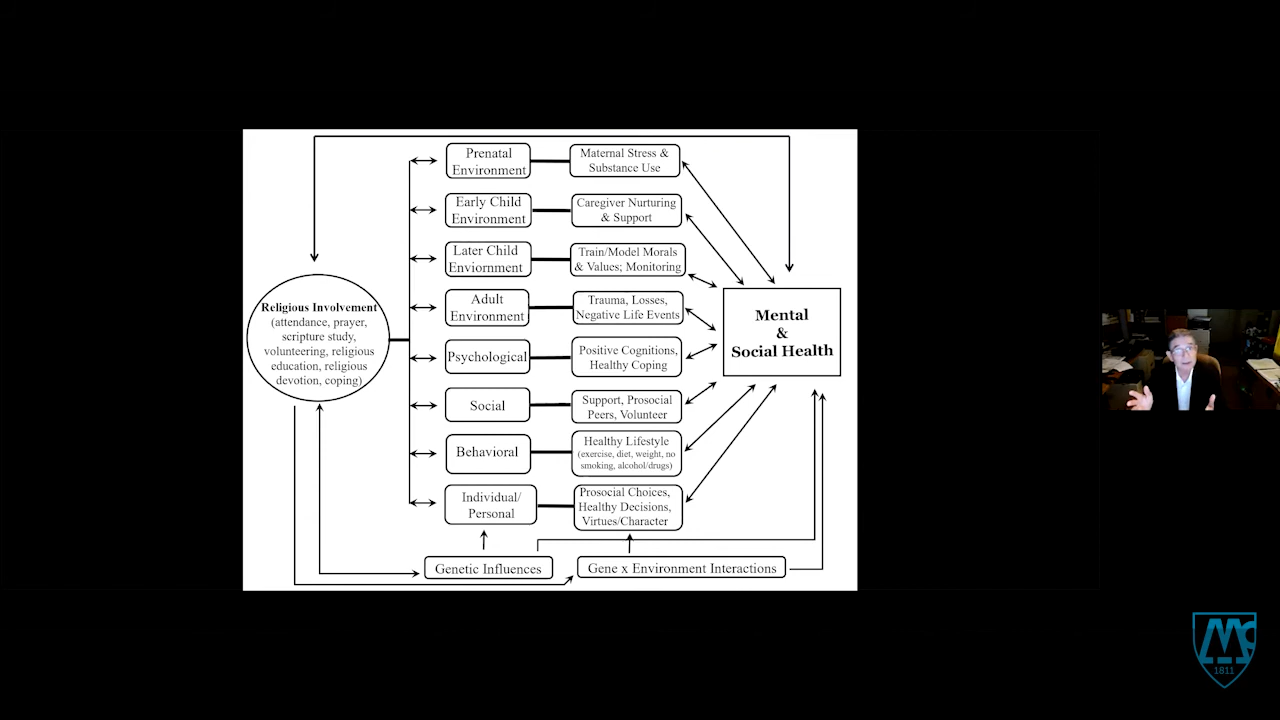 Religious Involvement
(attendance, prayer,
scripture study,
volunteering, religious
education, religious
devotion, coping)
Prenatal
Environment
Maternal Stress &
Substance Use
Early Child
Environment
Caregiver Nurturing
& Support
Later Child
Enviornment
Train/Model Morals
& Values; Monitoring
Adult
Environment
Trauma, Losses,
Negative Life Events
Psychological
Positive Cognitions,
Healthy Coping
Social
Support, Prosocial
Peers, Volunteer
Behavioral
Healthy Lifestyle
(exercise, diet, weight, no
smoking, alcohol/drugs)
Individual/
Personal
Prosocial Choices,
Healthy Decisions,
Virtues/Character
Genetic Influences
Gene x Environment Interactions
Mental
&
Social Health
1811